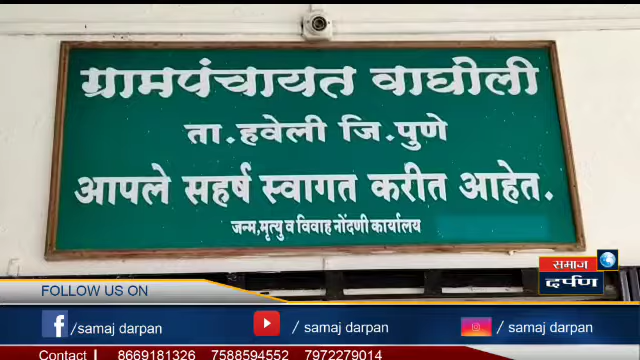 ग्रामपंचायत वाघोली
ता. हवेली जि. पुणे
आपले सहर्ष स्वागत करीत आहेत.
जन्म, मृत्यु व विवाह नोंदणी कार्यालय
समाज
दर्पण
FOLLOW US ON
/samaj darpan
/ samaj darpan
/samaj darpan
Contact | 8669181326 7588594552 7972279014